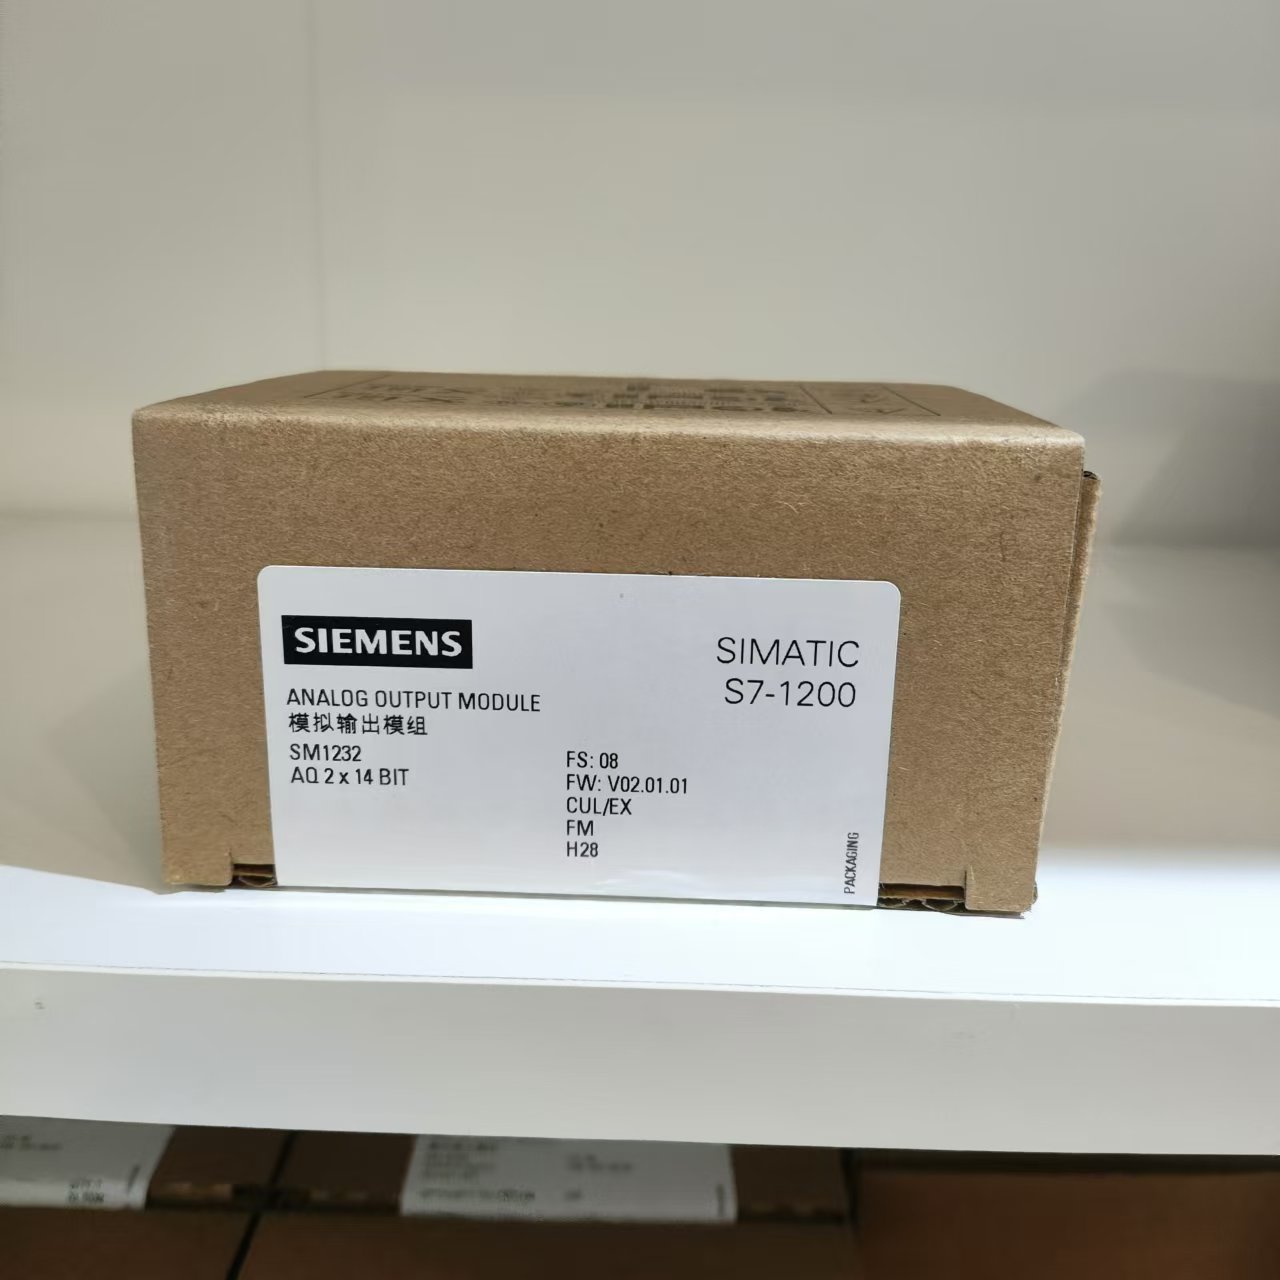 SIEMENS
SIMATIC
S7-1200
ANALOG OUTPUT MODULE
模拟输出模组
SM1232
AQ 2 x 14 BIT
FS: 08
FW: V02.01.01
CUL/EX
FM
H28
PACKAGING